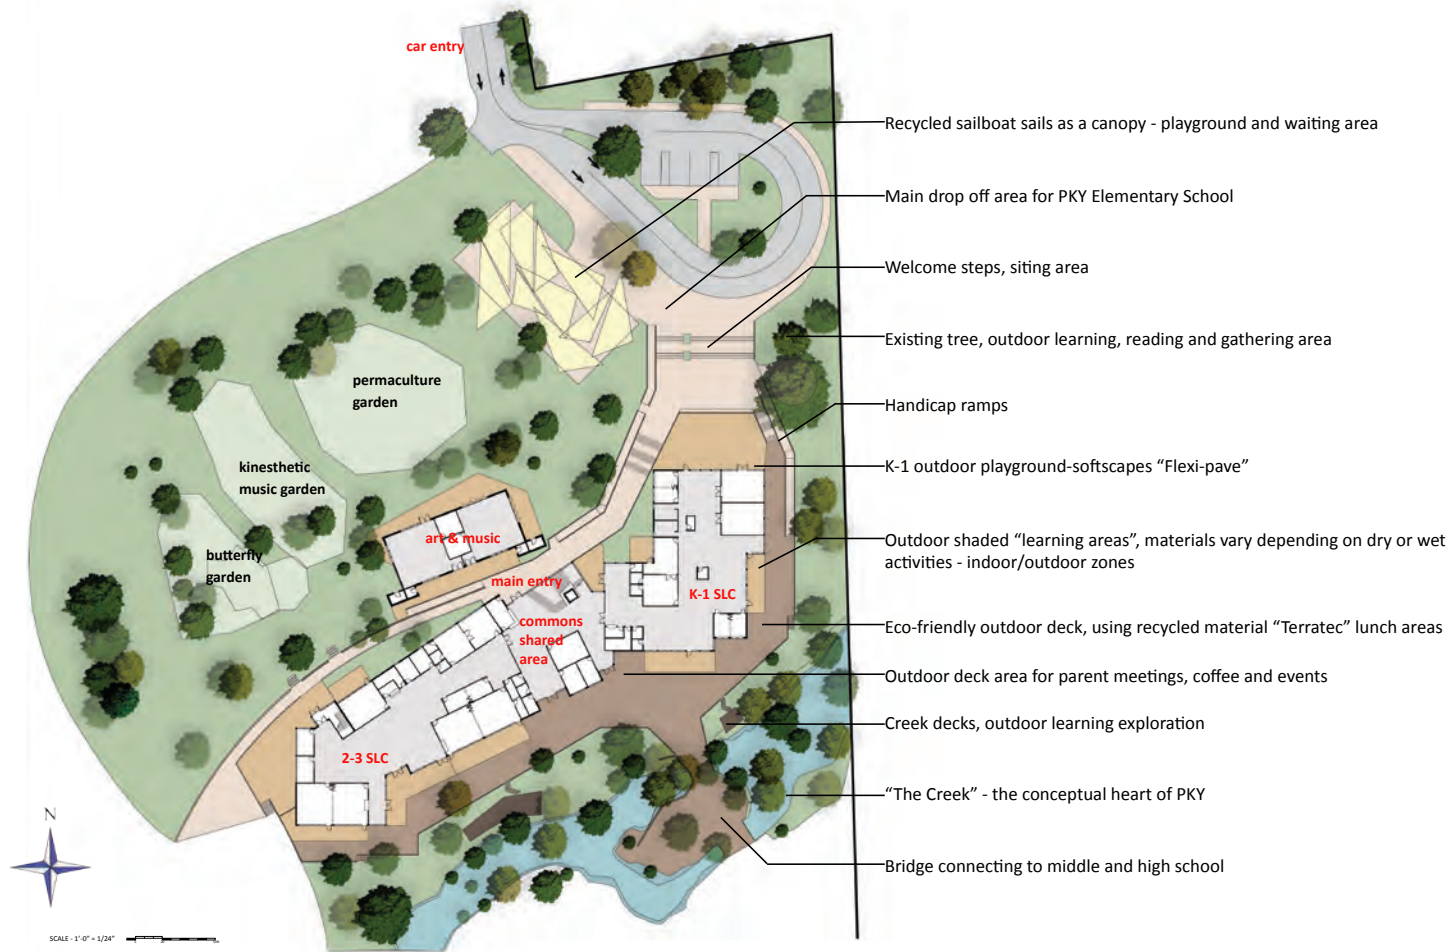 car entry
Recycled sailboat sails as a canopy - playground and waiting area
Main drop off area for PKY Elementary School
Welcome steps, siting area
Existing tree, outdoor learning, reading and gathering area
permaculture
garden
Handicap ramps
K-1 outdoor playground-softscapes “Flexi-pave”
kinesthetic
music garden
art & music
Outdoor shaded “learning areas”, materials vary depending on dry or wet
activities - indoor/outdoor zones
butterfly
garden
main entry
K-1 SLC
commons
shared
area
Eco-friendly outdoor deck, using recycled material “Terratec” lunch areas
Outdoor deck area for parent meetings, coffee and events
Creek decks, outdoor learning exploration
2-3 SLC
“The Creek” - the conceptual heart of PKY
N
Bridge connecting to middle and high school
SCALE - 1'-0" = 1/24"